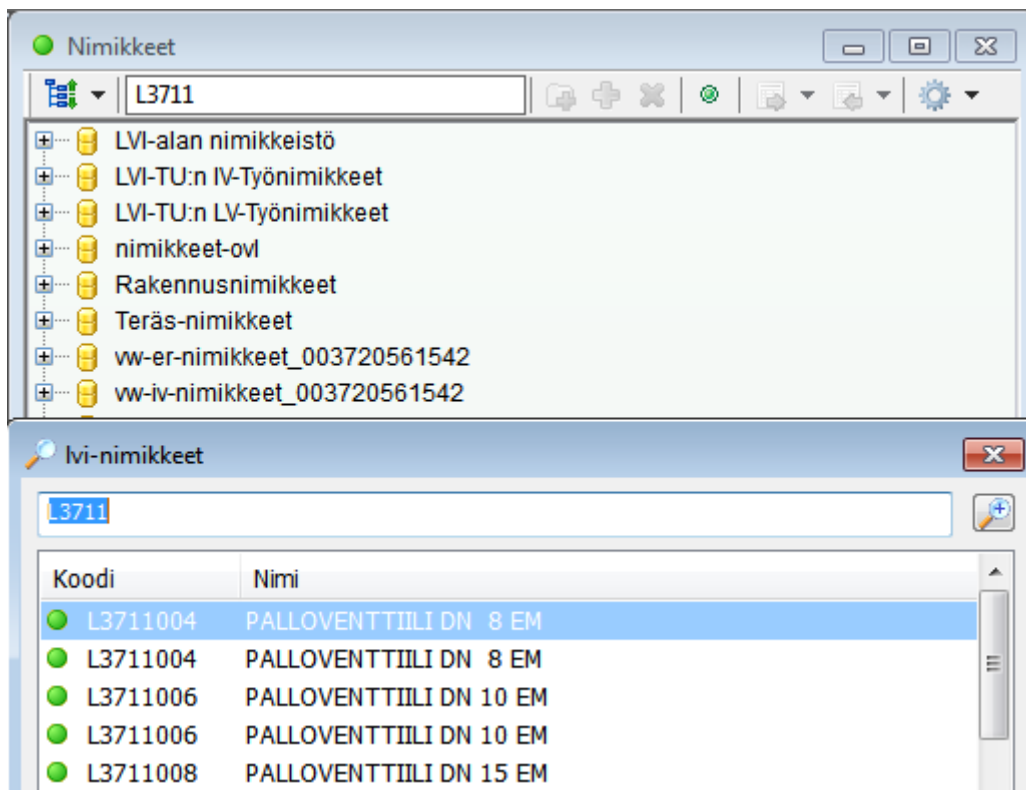 Nimikkeet
L3711
LVI-alan nimikkeistö
LVI-TU:n IV-Työnimikkeet
LVI-TU:n LV-Työnimikkeet
nimikkeet-ovl
Rakennusnimikkeet
Teräs-nimikkeet
vw-er-nimikkeet_003720561542
vw-iv-nimikkeet_003720561542
lvi-nimikkeet
L3711
Koodi Nimi
L3711004 PALLOVENTTIILI DN 8 EM
L3711004 PALLOVENTTIILI DN 8 EM
L3711006 PALLOVENTTIILI DN 10 EM
L3711006 PALLOVENTTIILI DN 10 EM
L3711008 PALLOVENTTIILI DN 15 EM